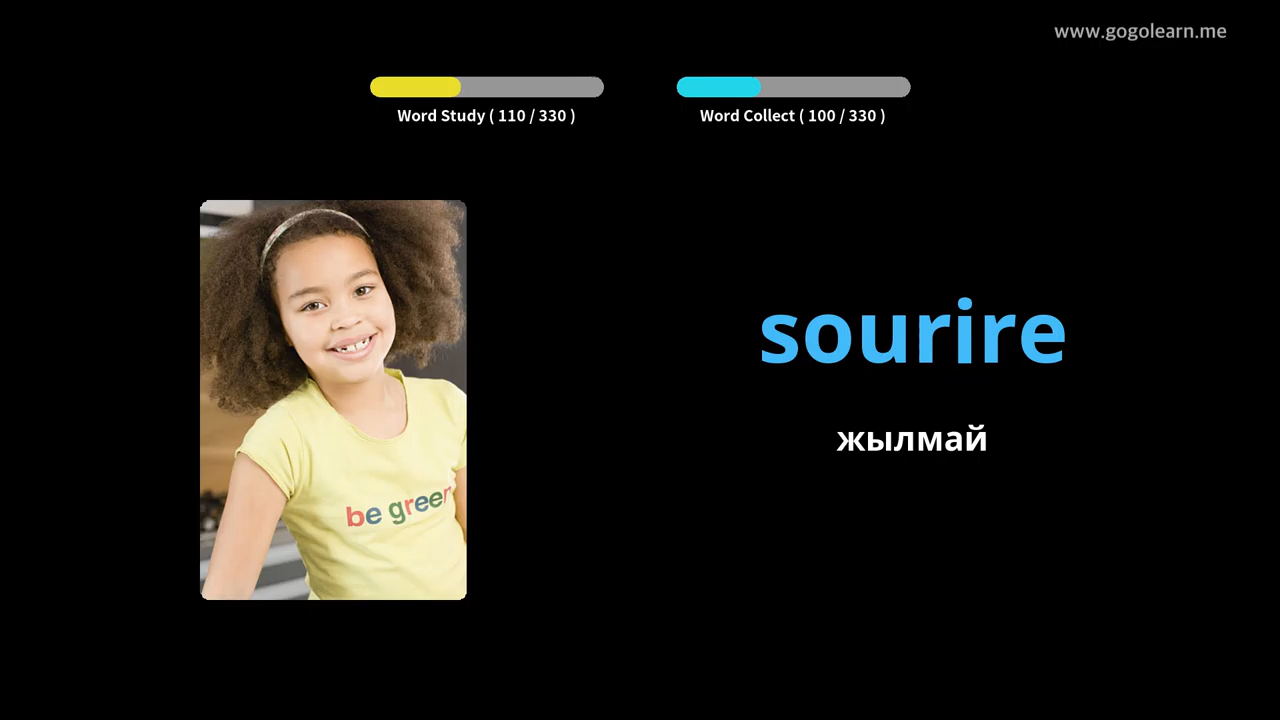 www.gogolearn.me
Word Study ( 110 / 330 )
Word Collect ( 100 / 330 )
sourire
жылмай
be green